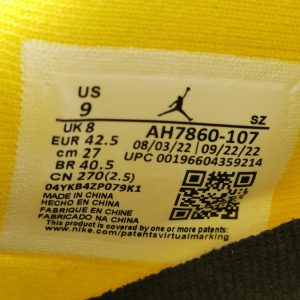 US
9
SZ
UK 8
EUR 42.5
cm 27
BR 40.5
CN 270(2.5)
AH7860-107
08/03/22 // 09/22/22
UPC 00196604359214
04YKB4ZP079K1
MADE IN CHINA
HECHO EN CHINA
FABRIQUE EN CHINE
FABRICADO NA CHINA
This product may be covered by one or more patents
www.nike.com/patentsvirtualmarking